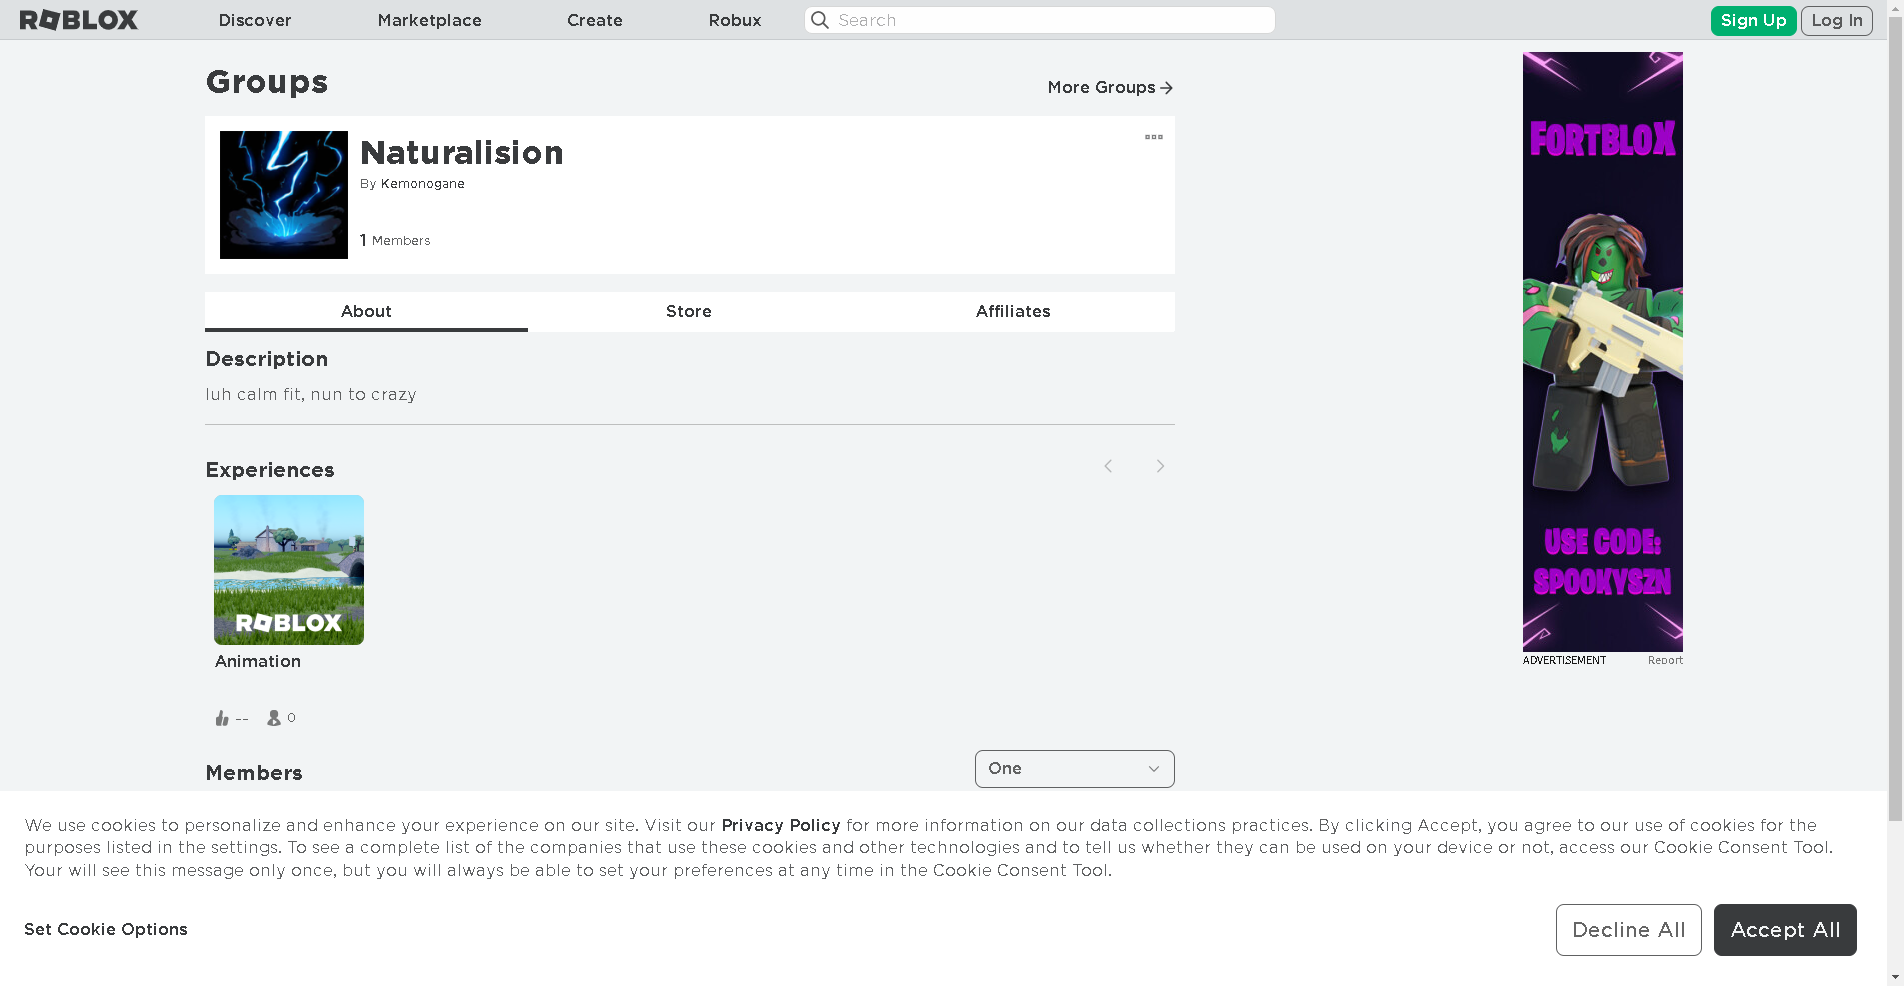 ROBLOX
Discover
Marketplace
Create
Robux
Search
Sign Up
Log In
Groups
More Groups
Naturalision
By Kemonogane
1 Members
About
Store
Affiliates
Description
luh calm fit, nun to crazy
Experiences
ROBLOX
Animation
--
0
Members
One
FORTBLOX
USE CODE:
SPOOKYSZN
ADVERTISEMENT
Report
We use cookies to personalize and enhance your experience on our site. Visit our Privacy Policy for more information on our data collections practices. By clicking Accept, you agree to our use of cookies for the
purposes listed in the settings. To see a complete list of the companies that use these cookies and other technologies and to tell us whether they can be used on your device or not, access our Cookie Consent Tool.
Your will see this message only once, but you will always be able to set your preferences at any time in the Cookie Consent Tool.
Set Cookie Options
Decline All
Accept All